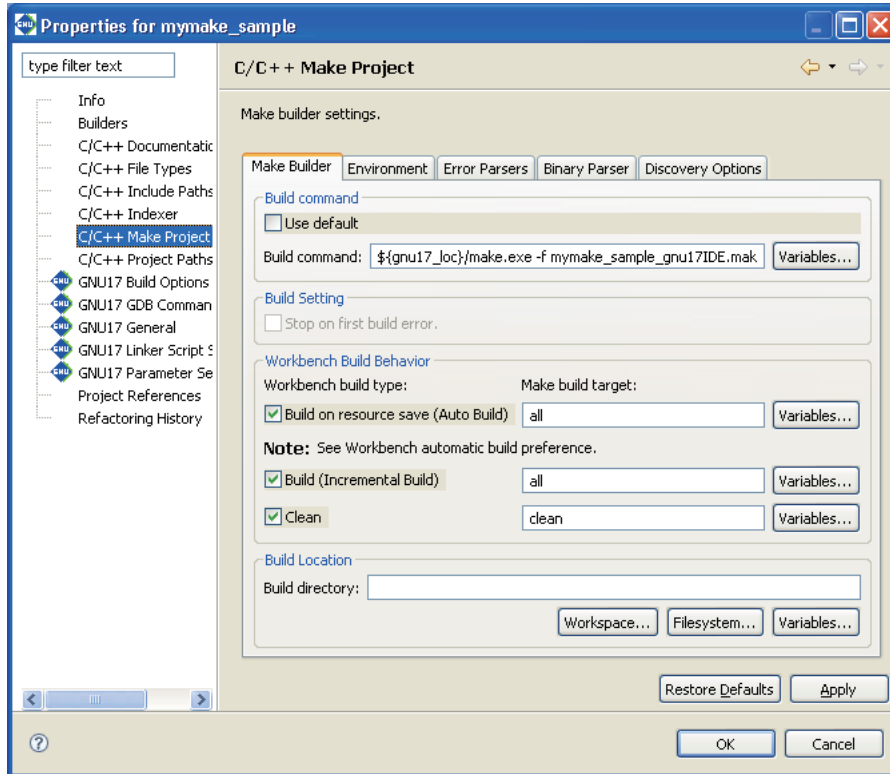 Properties for mymake_sample
type filter text
Info
Builders
C/C++ Documentatic
C/C++ File Types
C/C++ Include Paths
C/C++ Indexer
C/C++ Make Project
C/C++ Project Paths
GNU17 Build Options
GNU17 GDB Comman
GNU17 General
GNU17 Linker Script S
GNU17 Parameter Se
Project References
Refactoring History
C/C++ Make Project
Make builder settings.
Make Builder Environment Error Parsers Binary Parser Discovery Options
Build command
Use default
Build command: ${gnu17_loc}/make.exe -f mymake_sample_gnu17IDE.mak Variables...
Build Setting
Stop on first build error.
Workbench Build Behavior
Workbench build type: Make build target:
Build on resource save (Auto Build) all Variables...
Note: See Workbench automatic build preference.
Build (Incremental Build) all Variables...
Clean clean Variables...
Build Location
Build directory:
Workspace... Filesystem... Variables...
Restore Defaults Apply
OK Cancel